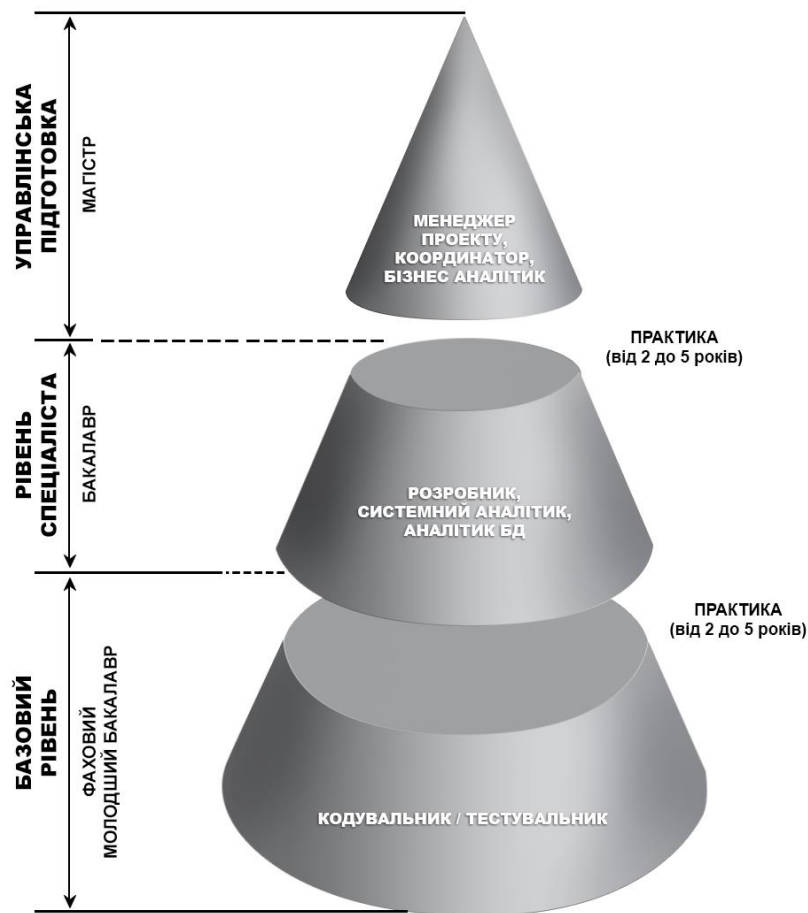 УПРАВЛІНСЬКА
ПІДГОТОВКА
МАГІСТР
МЕНЕДЖЕР
ПРОЕКТУ,
КООРДИНАТОР,
БІЗНЕС АНАЛІТИК
ПРАКТИКА
(від 2 до 5 років)
РІВЕНЬ
СПЕЦІАЛІСТА
БАКАЛАВР
РОЗРОБНИК,
СИСТЕМНИЙ АНАЛІТИК,
АНАЛІТИК БД
ПРАКТИКА
(від 2 до 5 років)
БАЗОВИЙ
РІВЕНЬ
ФАХОВИЙ
МОЛОДШИЙ БАКАЛАВР
КОДУВАЛЬНИК / ТЕСТУВАЛЬНИК